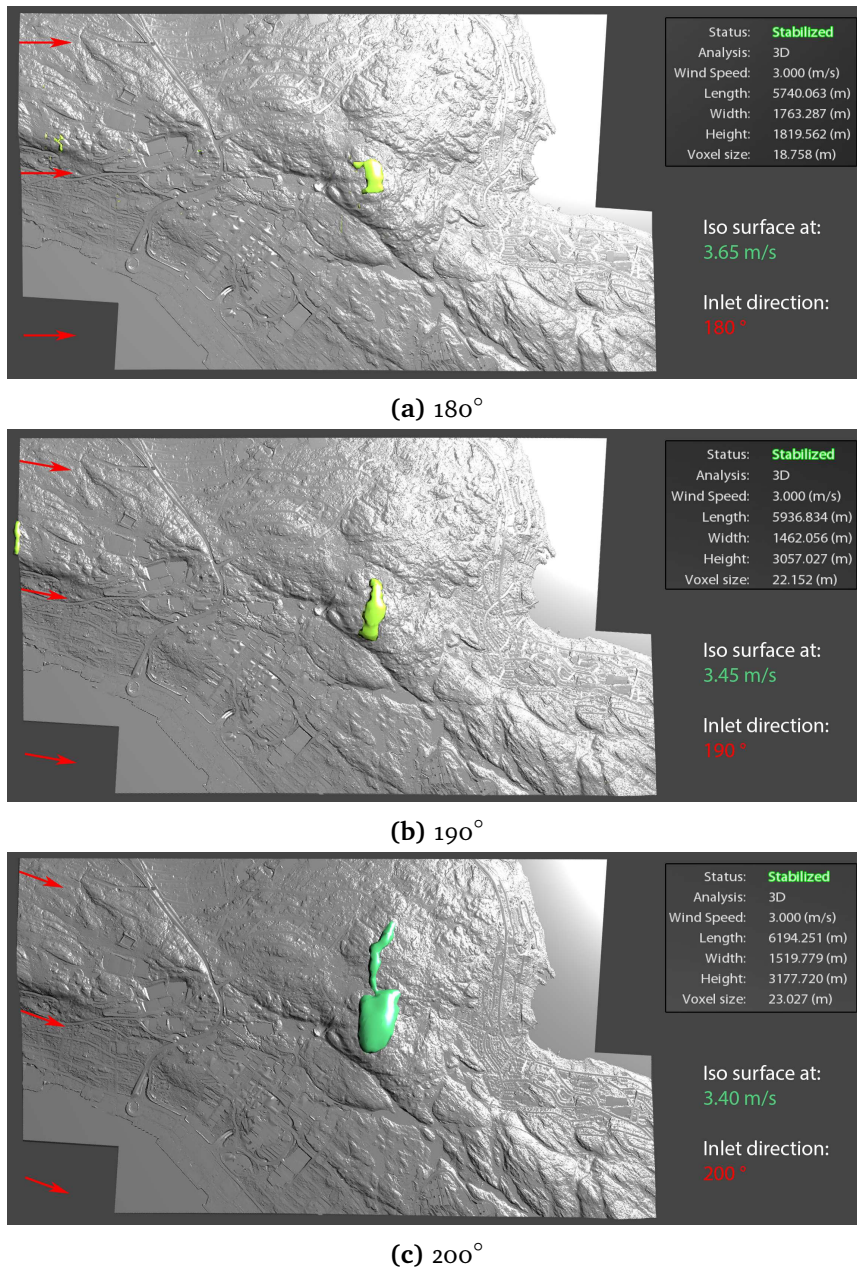 Status: Stabilized
Analysis: 3D
Wind Speed: 3.000 (m/s)
Length: 5740.063 (m)
Width: 1763.287 (m)
Height: 1819.562 (m)
Voxel size: 18.758 (m)
Iso surface at:
3.65 m/s
Inlet direction:
180 °
(a) 180°
Status: Stabilized
Analysis: 3D
Wind Speed: 3.000 (m/s)
Length: 5936.834 (m)
Width: 1462.056 (m)
Height: 3057.027 (m)
Voxel size: 22.152 (m)
Iso surface at:
3.45 m/s
Inlet direction:
190 °
(b) 190°
Status: Stabilized
Analysis: 3D
Wind Speed: 3.000 (m/s)
Length: 6194.251 (m)
Width: 1519.779 (m)
Height: 3177.720 (m)
Voxel size: 23.027 (m)
Iso surface at:
3.40 m/s
Inlet direction:
200 °
(c) 200°